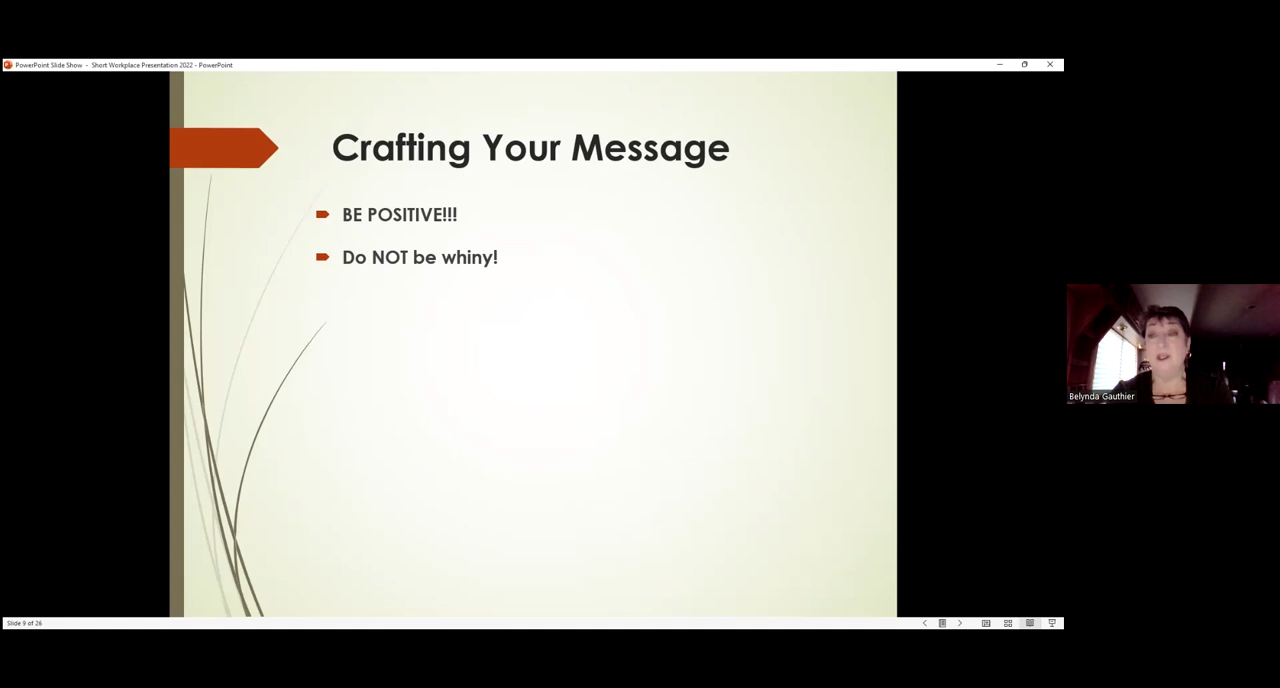 PowerPoint Slide Show - Short Workplace Presentation 2022 - PowerPoint
Crafting Your Message
BE POSITIVE!!!
Do NOT be whiny!
Belynda Gauthier
Slide 9 of 26